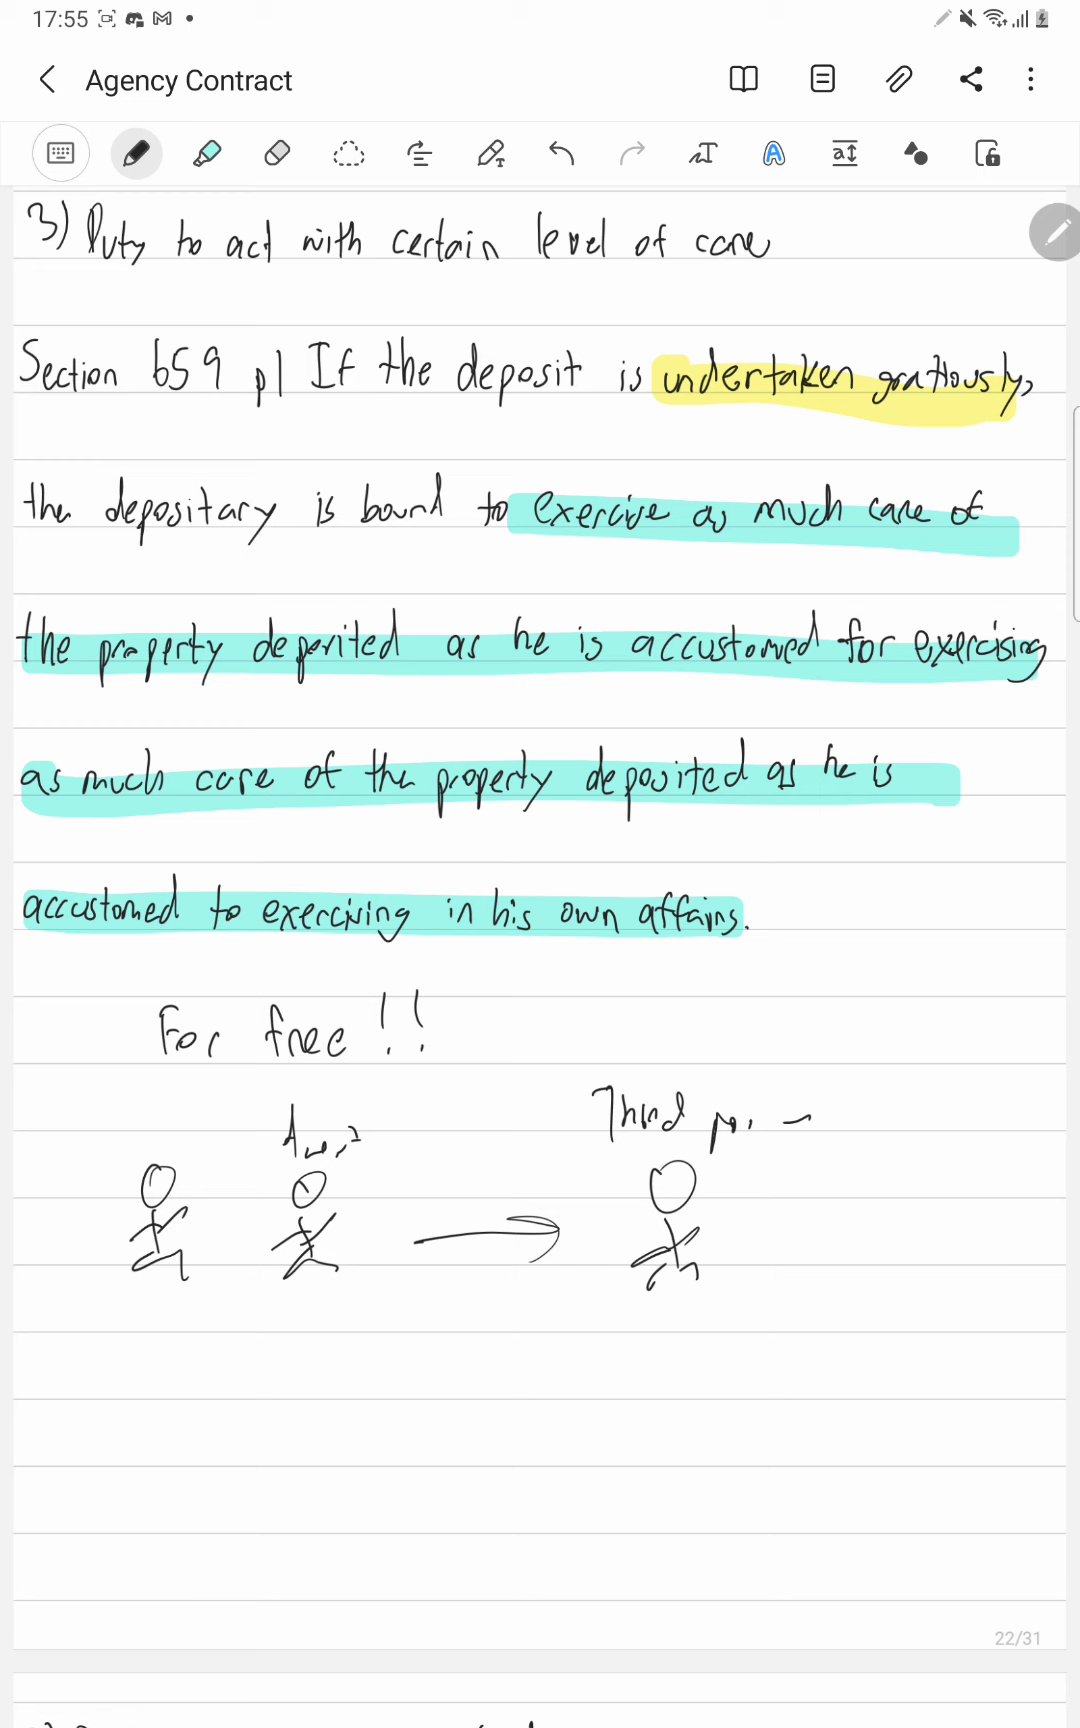 17:55
Agency Contract
3) Duty to act with certain level of care
Section 659 p1 If the deposit is undertaken gratiously,
the depositary is bound to exercise as much care of
the property deposited as he is accustomed for exercising
as much care of the property deposited as he is
accustomed to exercising in his own affairs.
For free !!
Third
22/31